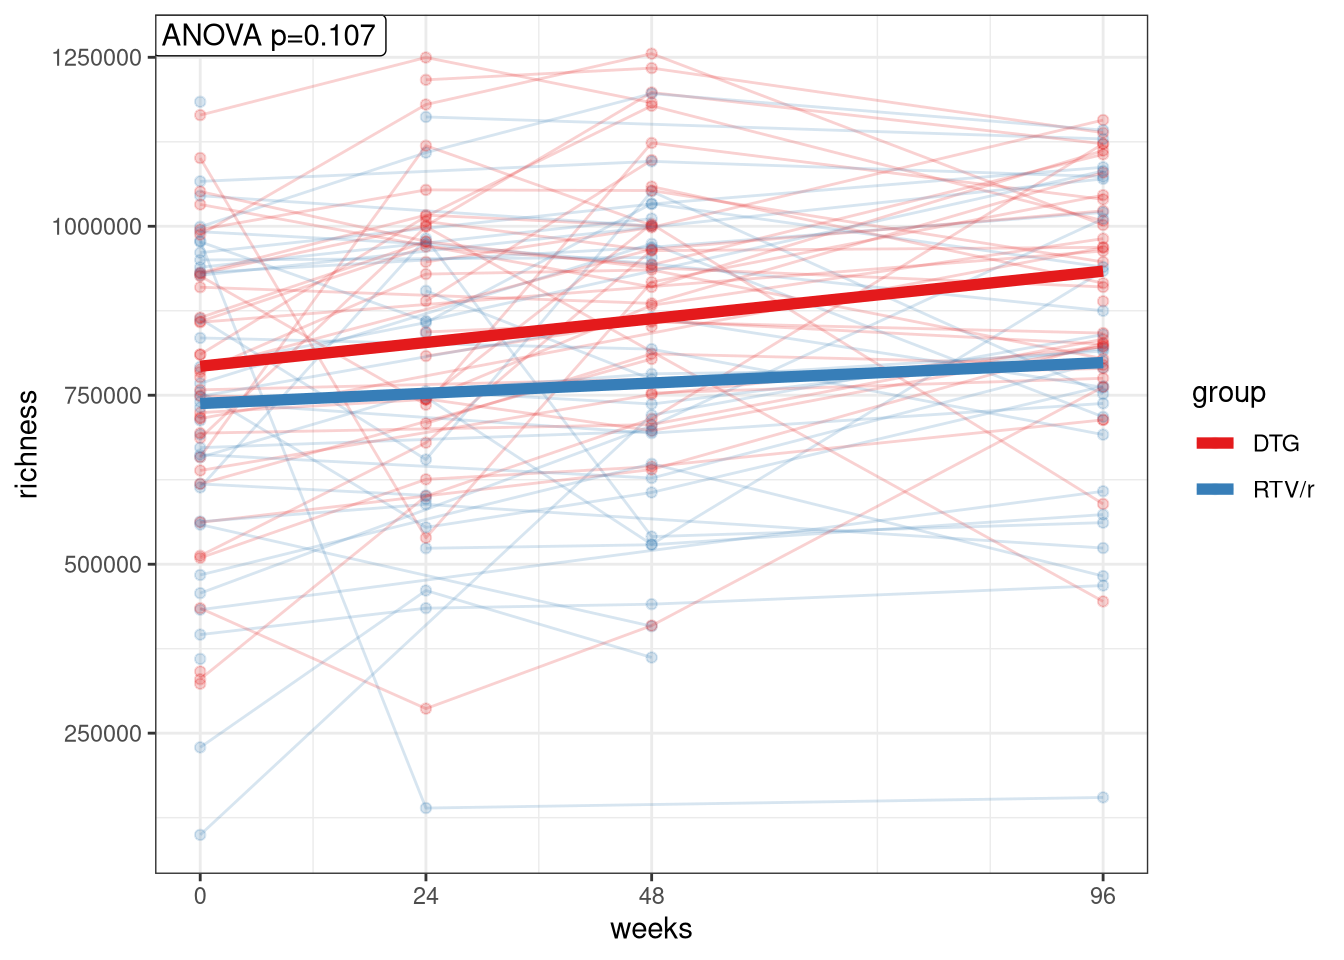 ANOVA p=0.107
1250000
1000000
750000
500000
250000
richness
0 24 48 96
weeks
group
DTG
RTV/r